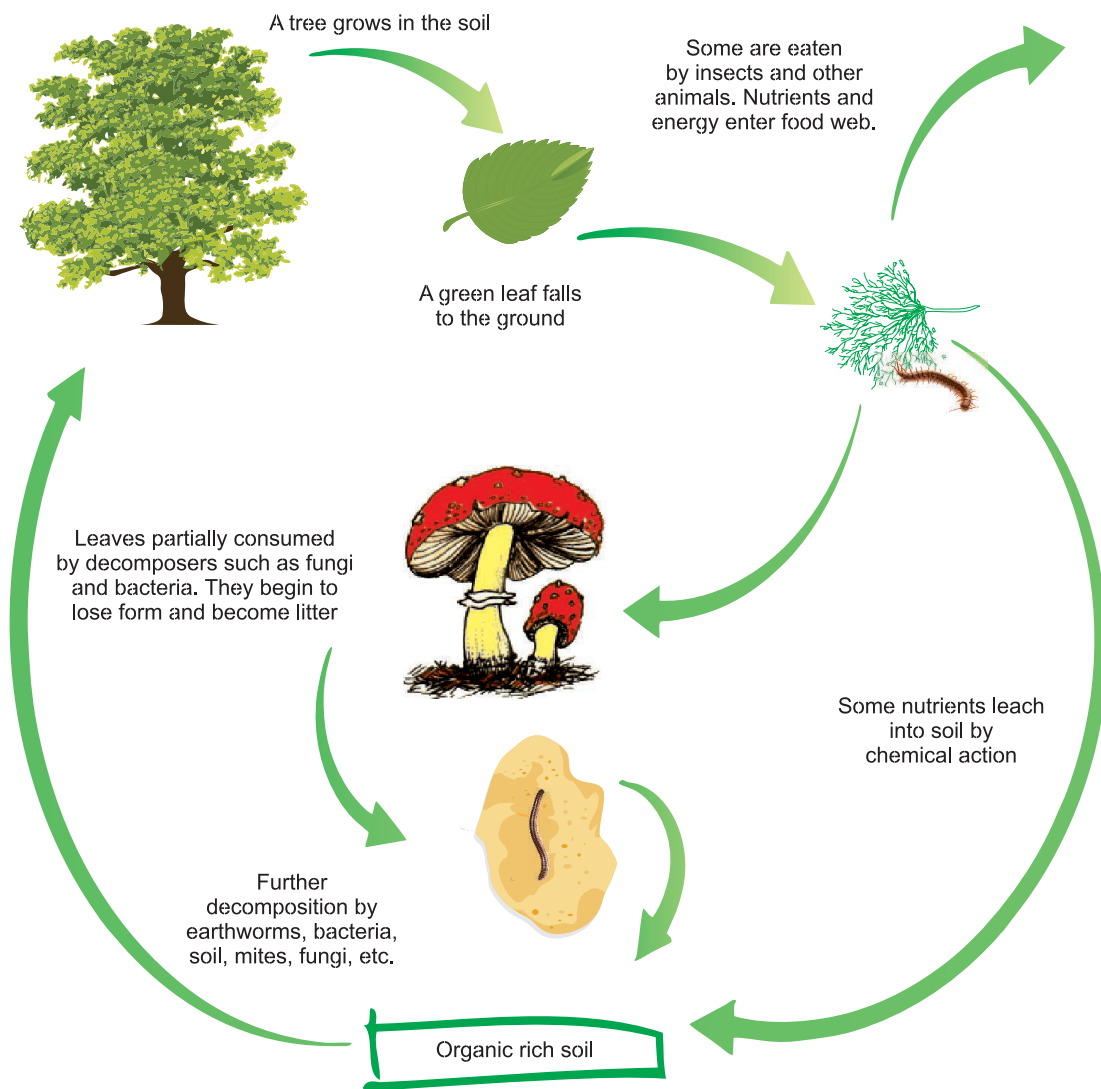 A tree grows in the soil
Some are eaten
by insects and other
animals. Nutrients and
energy enter food web.
A green leaf falls
to the ground
Leaves partially consumed
by decomposers such as fungi
and bacteria. They begin to
lose form and become litter
Some nutrients leach
into soil by
chemical action
Further
decomposition by
earthworms, bacteria,
soil, mites, fungi, etc.
Organic rich soil